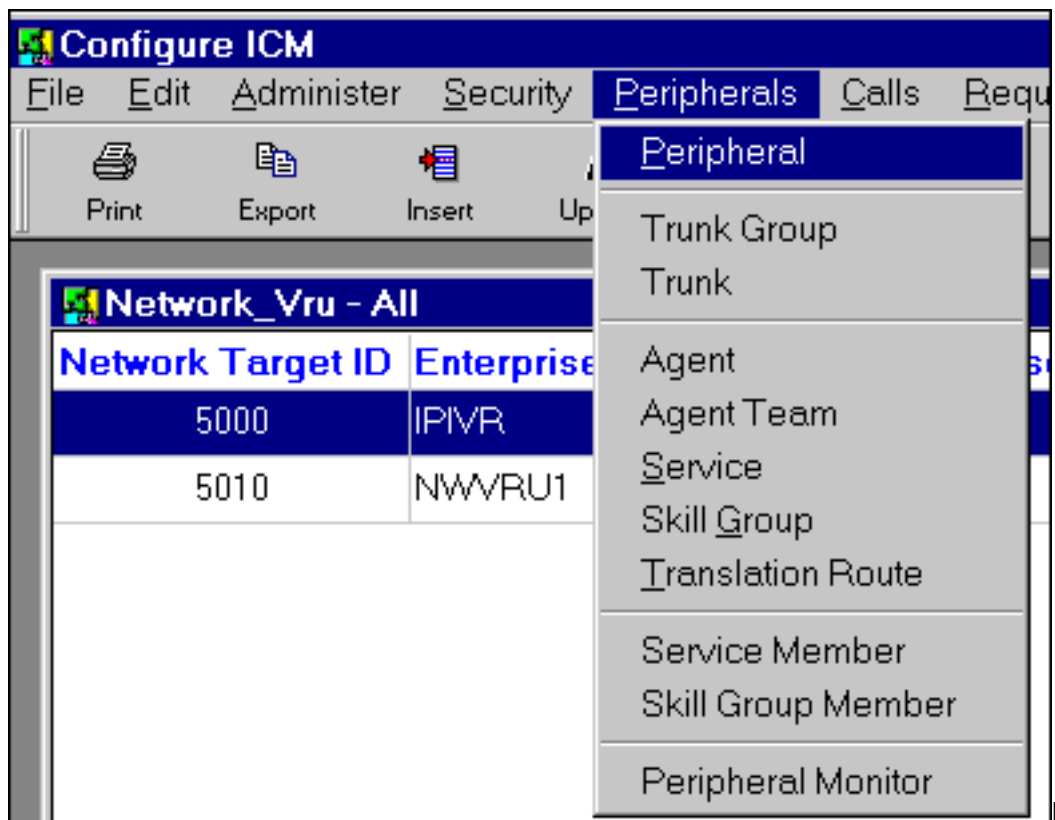 Configure ICM
File Edit Administer Security Peripherals Calls
Print Export Insert
Peripheral
Trunk Group
Trunk
Agent
Agent Team
Service
Skill Group
Translation Route
Service Member
Skill Group Member
Peripheral Monitor
Network_Vru - All
Network Target ID Enterprise
5000 IPIVR
5010 NWVRU1